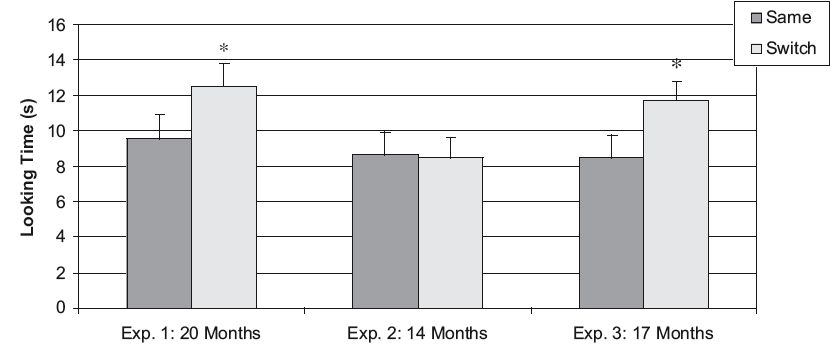 Same
Switch
Looking Time (s)
16
14
12
10
8
6
4
2
0
*
*
Exp. 1: 20 Months
Exp. 2: 14 Months
Exp. 3: 17 Months